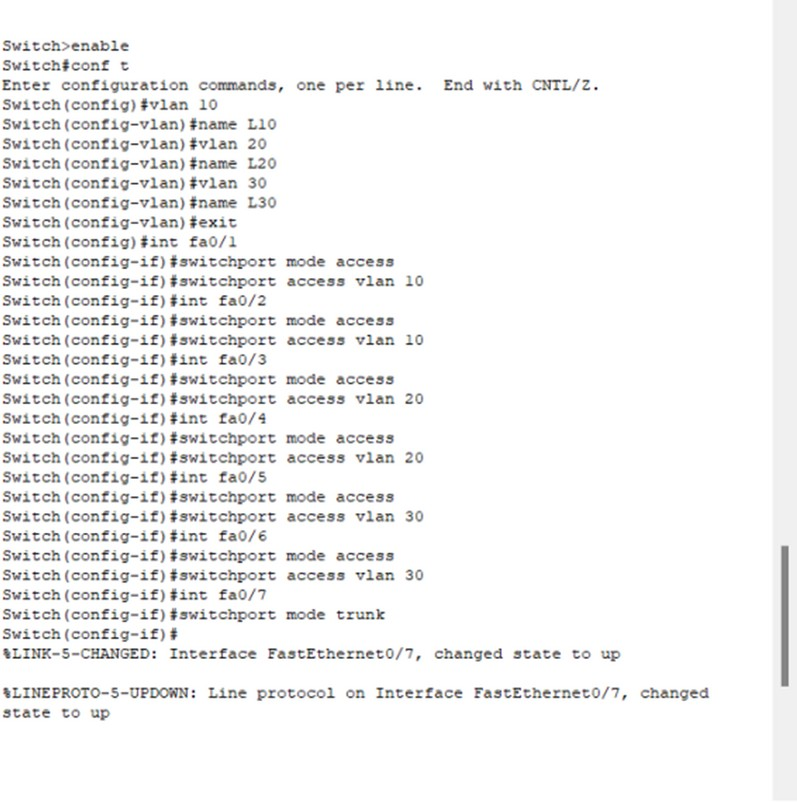 Switch>enable
Switch#conf t
Enter configuration commands, one per line.  End with CNTL/Z.
Switch(config)#vlan 10
Switch(config-vlan)#name L10
Switch(config-vlan)#vlan 20
Switch(config-vlan)#name L20
Switch(config-vlan)#vlan 30
Switch(config-vlan)#name L30
Switch(config-vlan)#exit
Switch(config)#int fa0/1
Switch(config-if)#switchport mode access
Switch(config-if)#switchport access vlan 10
Switch(config-if)#int fa0/2
Switch(config-if)#switchport mode access
Switch(config-if)#switchport access vlan 10
Switch(config-if)#int fa0/3
Switch(config-if)#switchport mode access
Switch(config-if)#switchport access vlan 20
Switch(config-if)#int fa0/4
Switch(config-if)#switchport mode access
Switch(config-if)#switchport access vlan 20
Switch(config-if)#int fa0/5
Switch(config-if)#switchport mode access
Switch(config-if)#switchport access vlan 30
Switch(config-if)#int fa0/6
Switch(config-if)#switchport mode access
Switch(config-if)#switchport access vlan 30
Switch(config-if)#int fa0/7
Switch(config-if)#switchport mode trunk
Switch(config-if)#
%LINK-5-CHANGED: Interface FastEthernet0/7, changed state to up
%LINEPROTO-5-UPDOWN: Line protocol on Interface FastEthernet0/7, changed
state to up